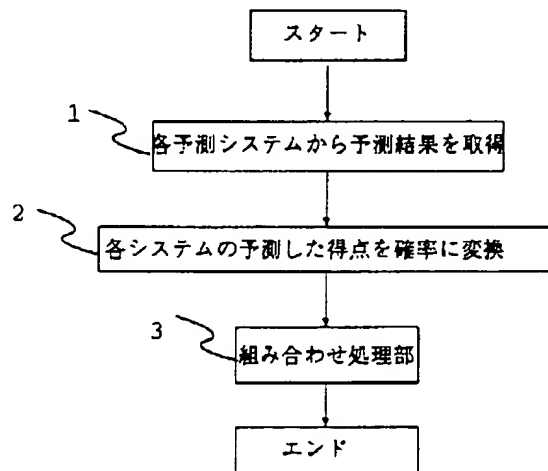 スタート
1
各予測システムから予測結果を取得
2
各システムの予測した得点を確率に変換
3
組み合わせ処理部
エンド